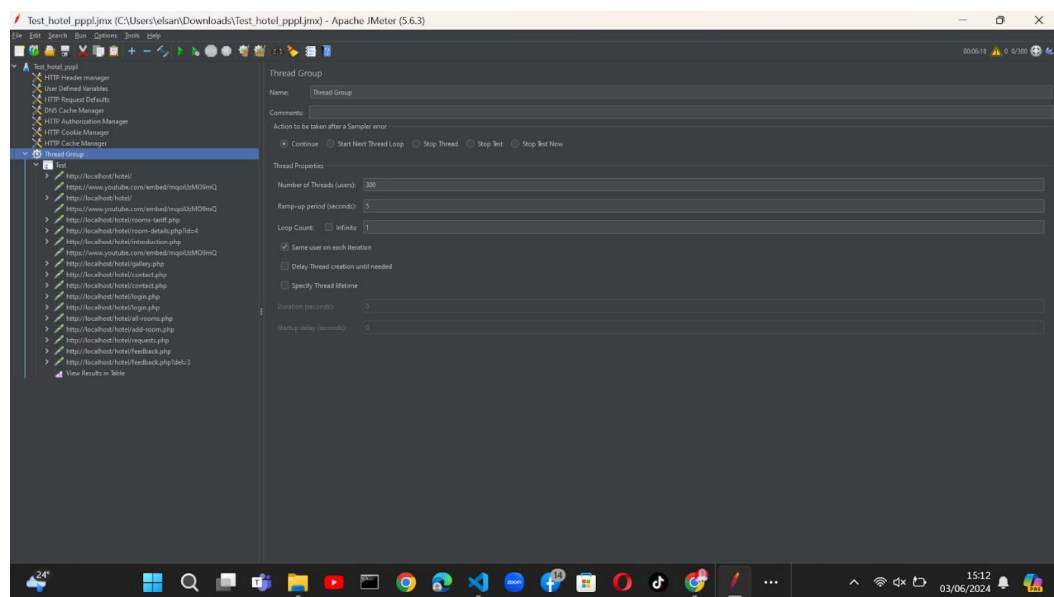 Test_hotel_pppl.jmx (C:\Users\elsan\Downloads\Test_hotel_pppl.jmx) - Apache JMeter (5.6.3)
File Edit Search Run Options Tools Help
00:06:18 0 0/300
Test_hotel_pppl
HTTP Header manager
User Defined Variables
HTTP Request Defaults
DNS Cache Manager
HTTP Authorization Manager
HTTP Cookie Manager
HTTP Cache Manager
Thread Group
Test
http://localhost/hotel/
https://www.youtube.com/embed/
http://localhost/hotel/
https://www.youtube.com/embed/
http://localhost/hotel/rooms-tariff.php
http://localhost/hotel/room-details.php?id=4
http://localhost/hotel/introduction.php
https://www.youtube.com/embed/
http://localhost/hotel/gallery.php
http://localhost/hotel/contact.php
http://localhost/hotel/contact.php
http://localhost/hotel/login.php
http://localhost/hotel/login.php
http://localhost/hotel/all-rooms.php
http://localhost/hotel/add-room.php
http://localhost/hotel/requests.php
http://localhost/hotel/feedback.php
http://localhost/hotel/feedback.php?del=3
View Results in Table
Thread Group
Name: Thread Group
Comments:
Action to be taken after a Sampler error
Continue Start Next Thread Loop Stop Thread Stop Test Stop Test Now
Thread Properties
Number of Threads (users): 300
Ramp-up period (seconds): 5
Loop Count: Infinite 1
Same user on each iteration
Delay Thread creation until needed
Specify Thread lifetime
Duration (seconds): 0
Startup delay (seconds): 0
24°
zoom
14
15:12
03/06/2024
PRE